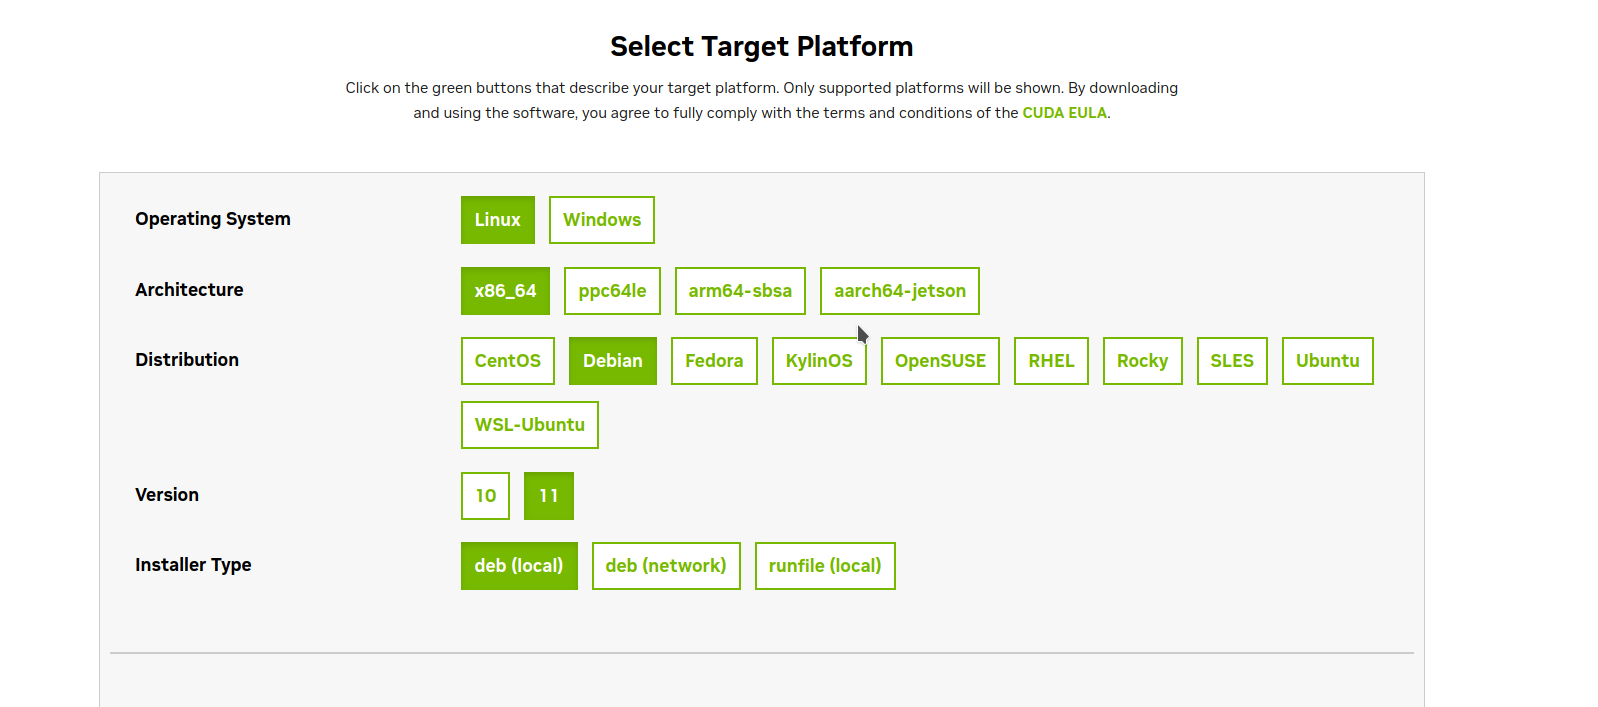 Select Target Platform
Click on the green buttons that describe your target platform. Only supported platforms will be shown. By downloading
and using the software, you agree to fully comply with the terms and conditions of the CUDA EULA.
Operating System
Linux
Windows
Architecture
x86_64
ppc64le
arm64-sbsa
aarch64-jetson
Distribution
CentOS
Debian
Fedora
KylinOS
OpenSUSE
RHEL
Rocky
SLES
Ubuntu
WSL-Ubuntu
Version
10
11
Installer Type
deb (local)
deb (network)
runfile (local)